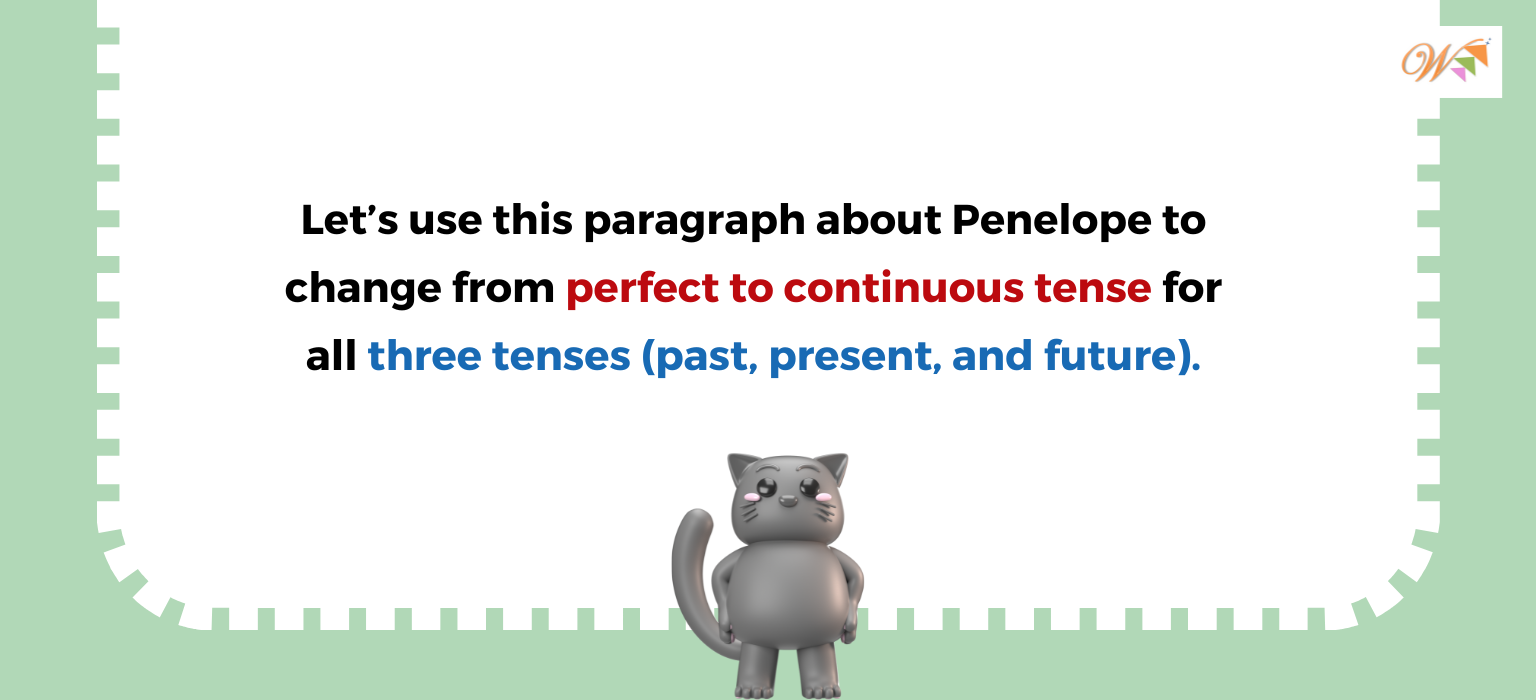 W
Let’s use this paragraph about Penelope to
change from perfect to continuous tense for
all three tenses (past, present, and future).